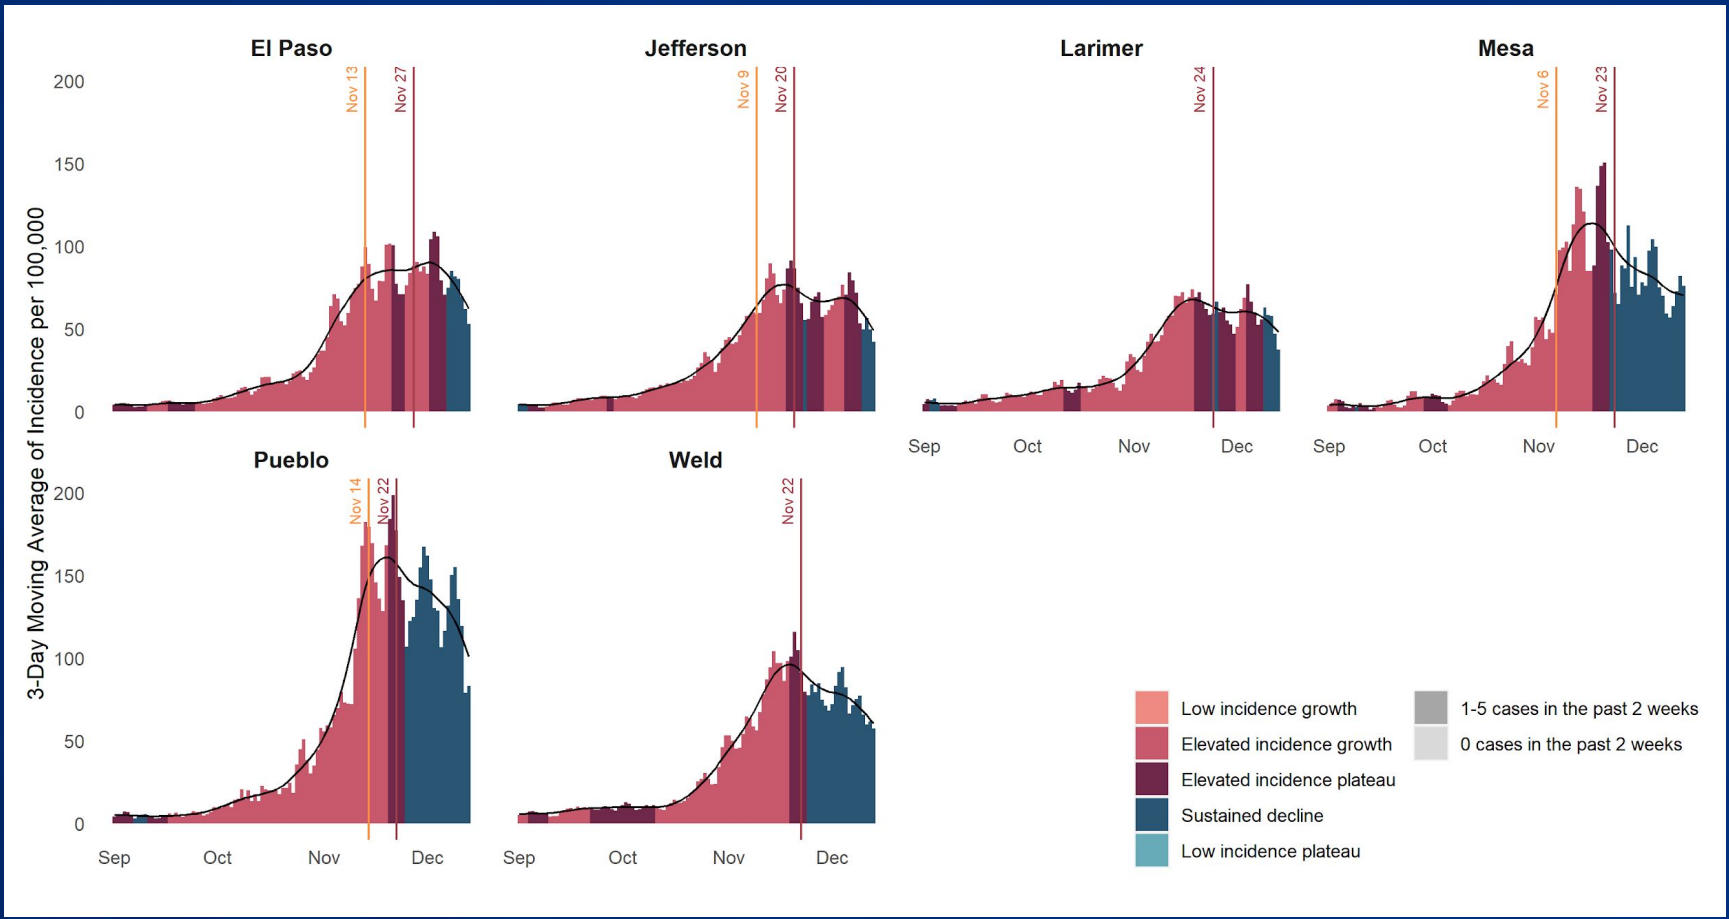 El Paso
Jefferson
Larimer
Mesa
3-Day Moving Average of Incidence per 100,000
200
150
100
50
0
Nov 13
Nov 27
Nov 9
Nov 20
Nov 24
Nov 6
Nov 23
Sep Oct Nov Dec
Sep Oct Nov Dec
Pueblo
Weld
200
150
100
50
0
Nov 14
Nov 22
Nov 22
Sep Oct Nov Dec
Sep Oct Nov Dec
Low incidence growth
Elevated incidence growth
Elevated incidence plateau
Sustained decline
Low incidence plateau
1-5 cases in the past 2 weeks
0 cases in the past 2 weeks